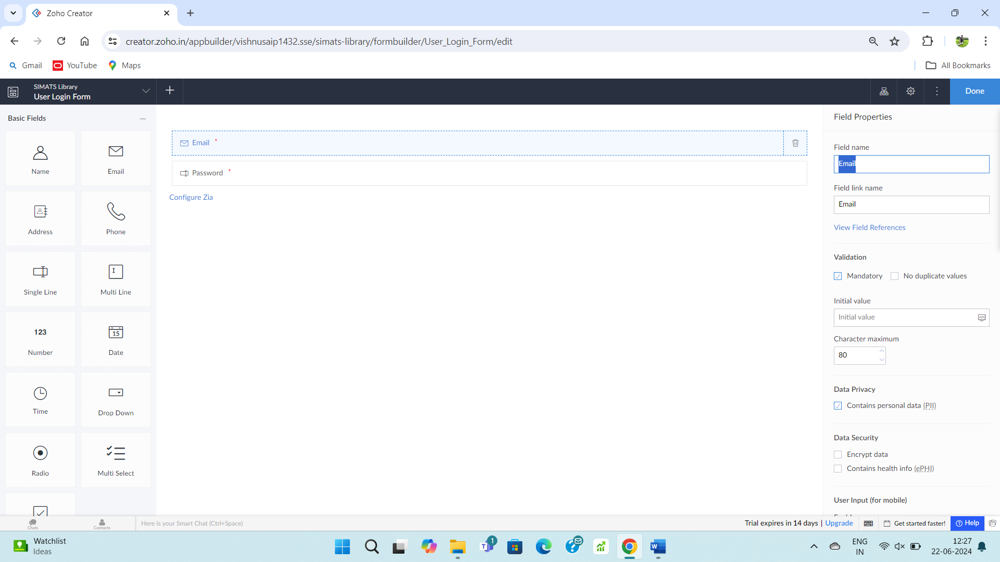 Zoho Creator
creator.zoho.in/appbuilder/vishnusaip1432.sse/simats-library/formbuilder/User_Login_Form/edit
Gmail YouTube Maps All Bookmarks
SIMATS Library
User Login Form
Done
Basic Fields
Name
Email
Address
Phone
Single Line
I
Multi Line
123
Number
15
Date
Time
Drop Down
Radio
Multi Select
Email *
Password *
Configure Zia
Field Properties
Field name
Email
Field link name
Email
View Field References
Validation
Mandatory No duplicate values
Initial value
Initial value
Character maximum
80
Data Privacy
Contains personal data (PII)
Data Security
Encrypt data
Contains health info (ePHI)
User Input (for mobile)
Chats
Contacts
Here is your Smart Chat (Ctrl+Space)
Trial expires in 14 days | Upgrade
Get started faster!
Help
Watchlist
Ideas
1
ENG
IN
12:27
22-06-2024